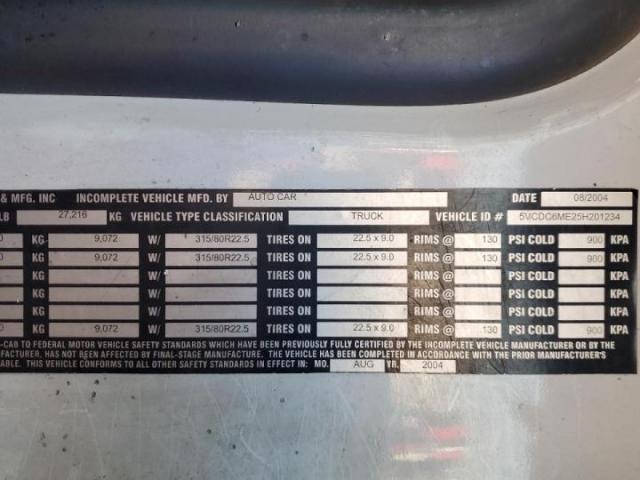 & MFG. INC INCOMPLETE VEHICLE MFD. BY AUTO CAR DATE 08/2004
LB 27,216 KG VEHICLE TYPE CLASSIFICATION TRUCK VEHICLE ID # 5VCDC6ME25H201234
0 KG 9,072 W/ 315/80R22.5 TIRES ON 22.5 x 9.0 RIMS @ 130 PSI COLD 900 KPA
0 KG 9,072 W/ 315/80R22.5 TIRES ON 22.5 x 9.0 RIMS @ 130 PSI COLD 900 KPA
KG W/ TIRES ON RIMS @ PSI COLD KPA
KG W/ TIRES ON RIMS @ PSI COLD KPA
KG W/ TIRES ON RIMS @ PSI COLD KPA
0 KG 9,072 W/ 315/80R22.5 TIRES ON 22.5 x 9.0 RIMS @ 130 PSI COLD 900 KPA
-CAB TO FEDERAL MOTOR VEHICLE SAFETY STANDARDS WHICH HAVE BEEN PREVIOUSLY FULLY CERTIFIED BY THE INCOMPLETE VEHICLE MANUFACTURER OR BY THE
NUFACTURER, HAS NOT BEEN AFFECTED BY FINAL-STAGE MANUFACTURE. THE VEHICLE HAS BEEN COMPLETED IN ACCORDANCE WITH THE PRIOR MANUFACTURERS'
ABLE. THIS VEHICLE CONFORMS TO ALL OTHER SAFETY STANDARDS IN EFFECT IN: MO. AUG YR. 2004